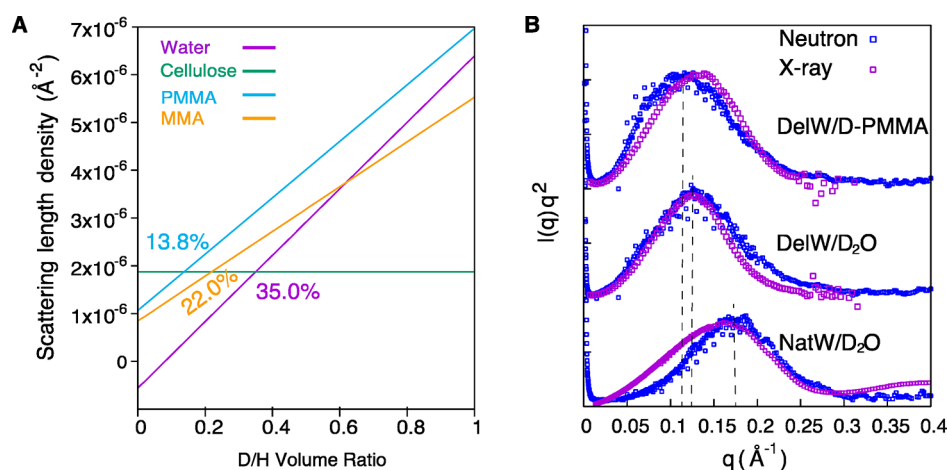 A
7x10-6
6x10-6
5x10-6
4x10-6
3x10-6
2x10-6
1x10-6
0
Scattering length density (Å-2)
Water
Cellulose
PMMA
MMA
13.8%
22.0%
35.0%
0 0.2 0.4 0.6 0.8 1
D/H Volume Ratio
B
Neutron
X-ray
DelW/D-PMMA
DelW/D2O
NatW/D2O
I(q)q2
0 0.05 0.1 0.15 0.2 0.25 0.3 0.35 0.4
q (Å-1)